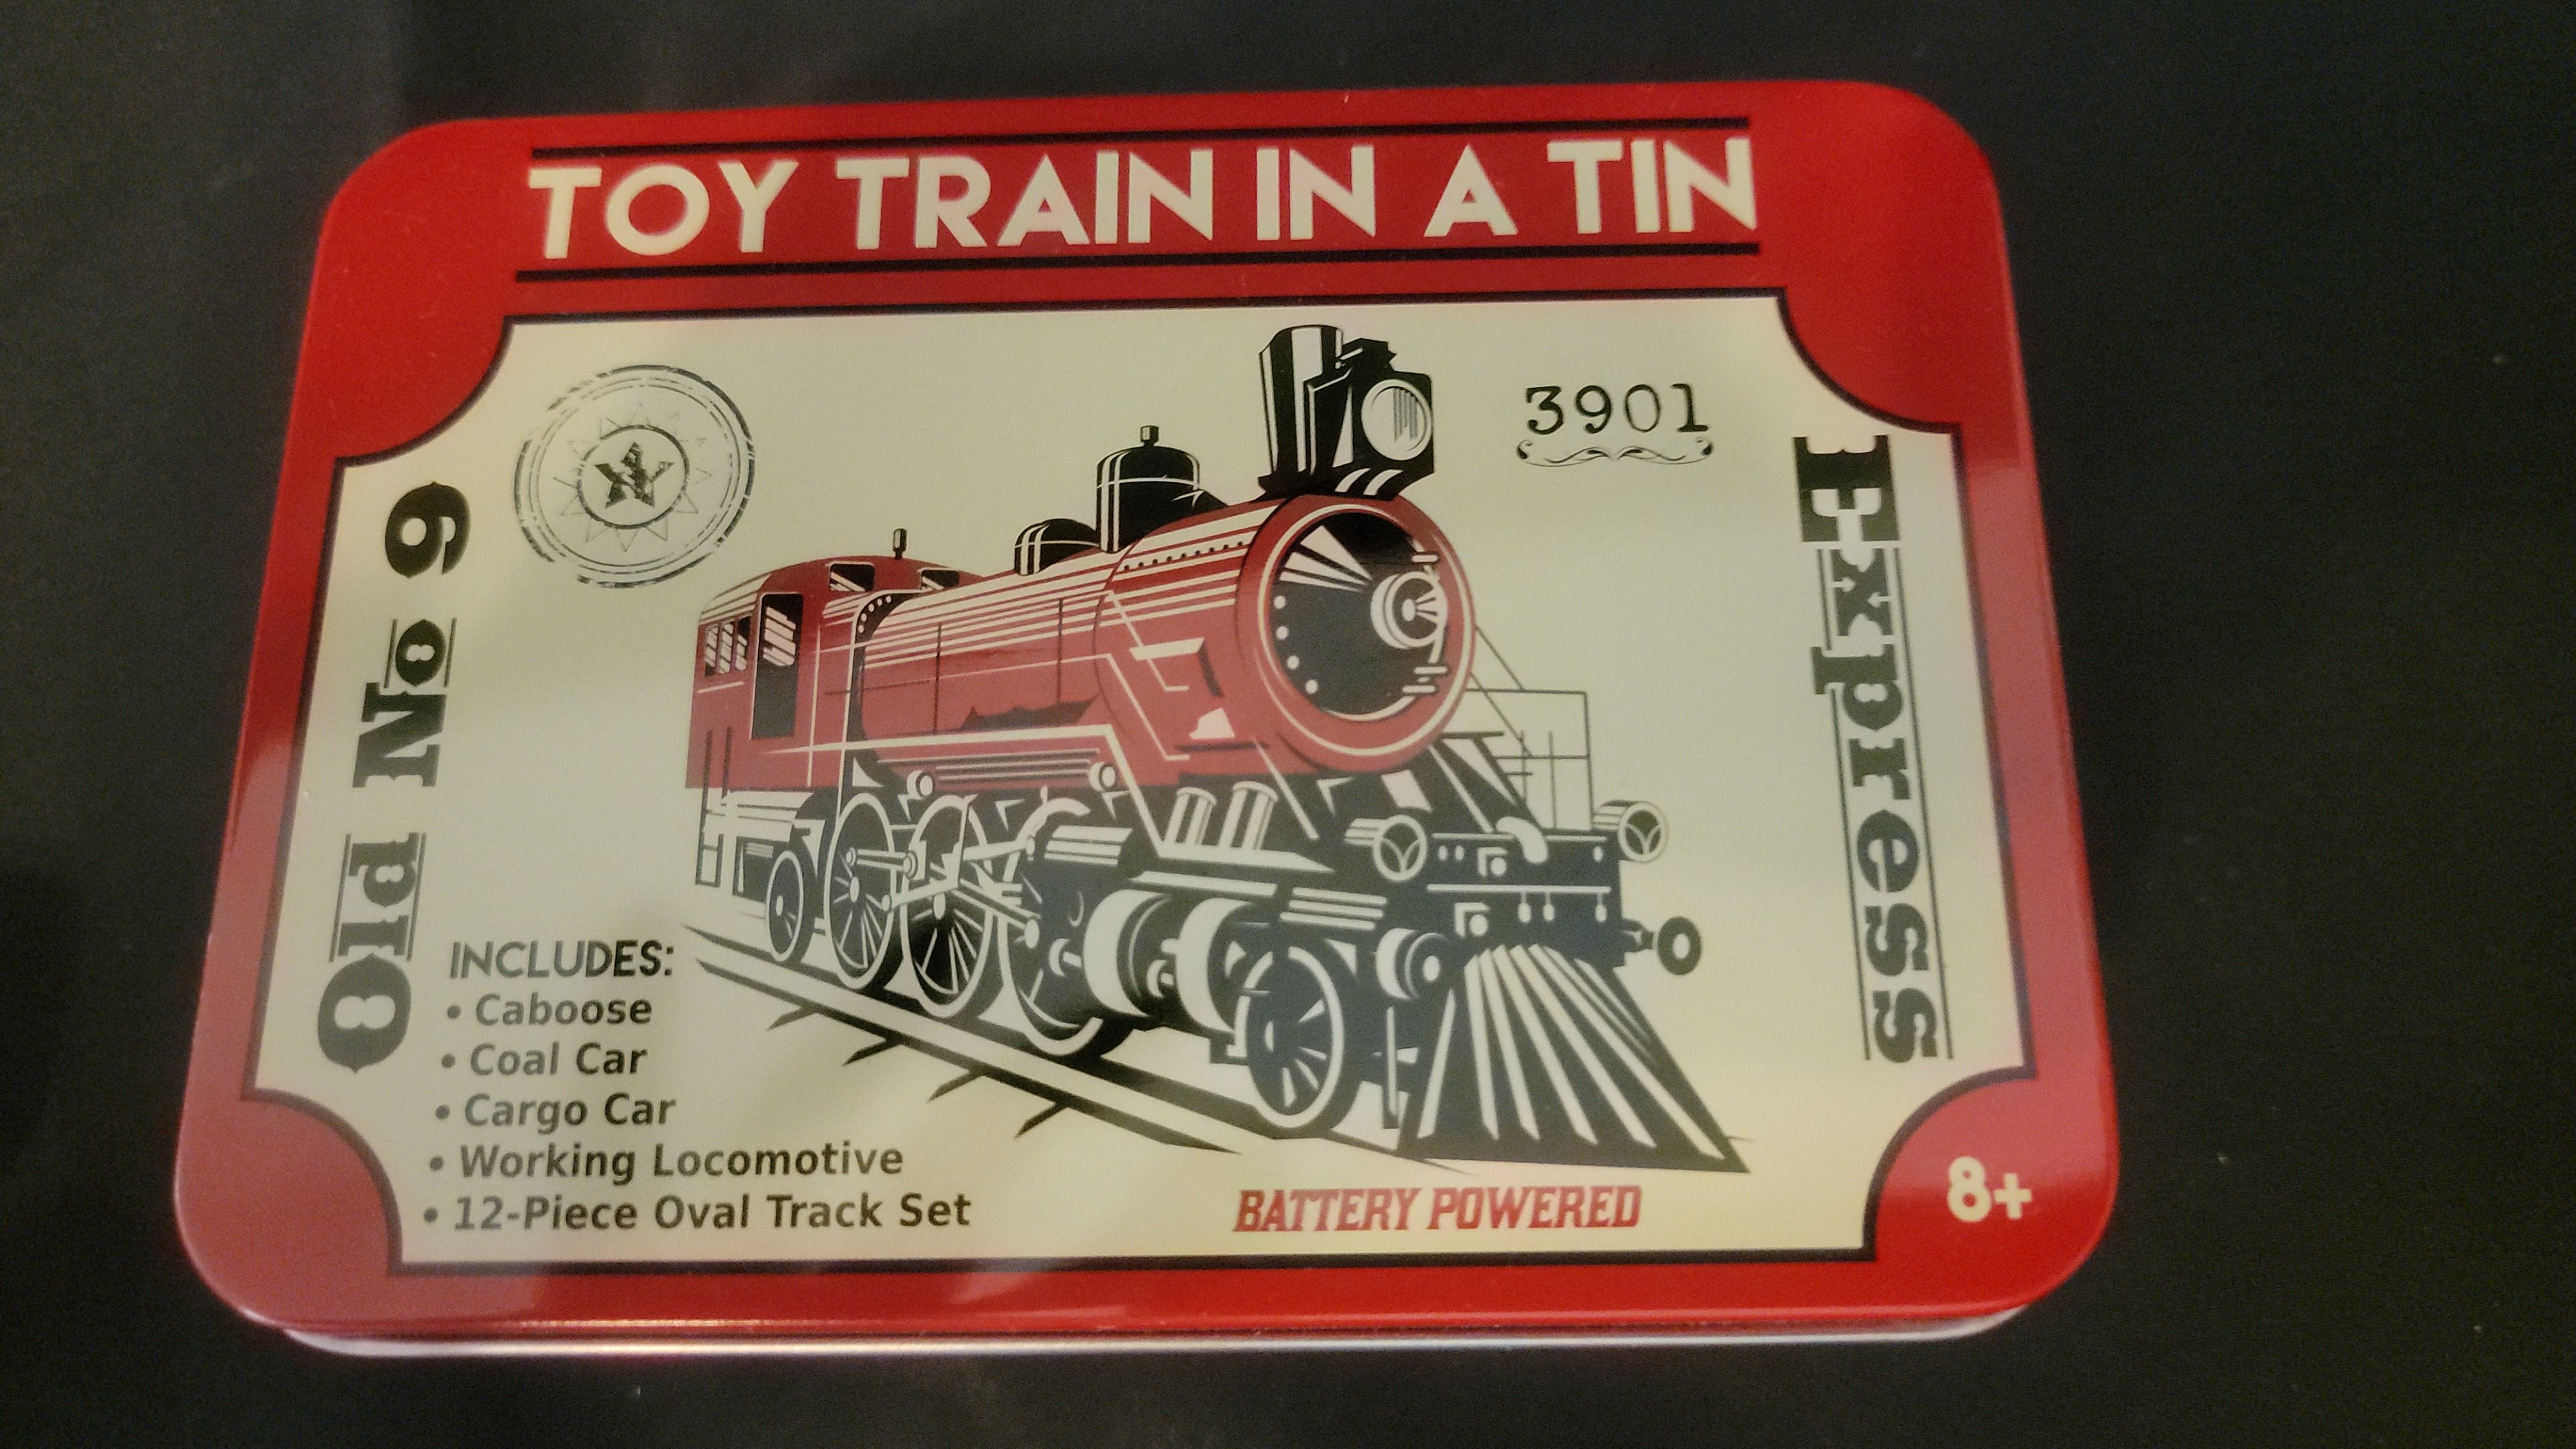 TOY TRAIN IN A TIN
3901
Old No 9
Express
INCLUDES:
• Caboose
• Coal Car
• Cargo Car
• Working Locomotive
• 12-Piece Oval Track Set
BATTERY POWERED
8+